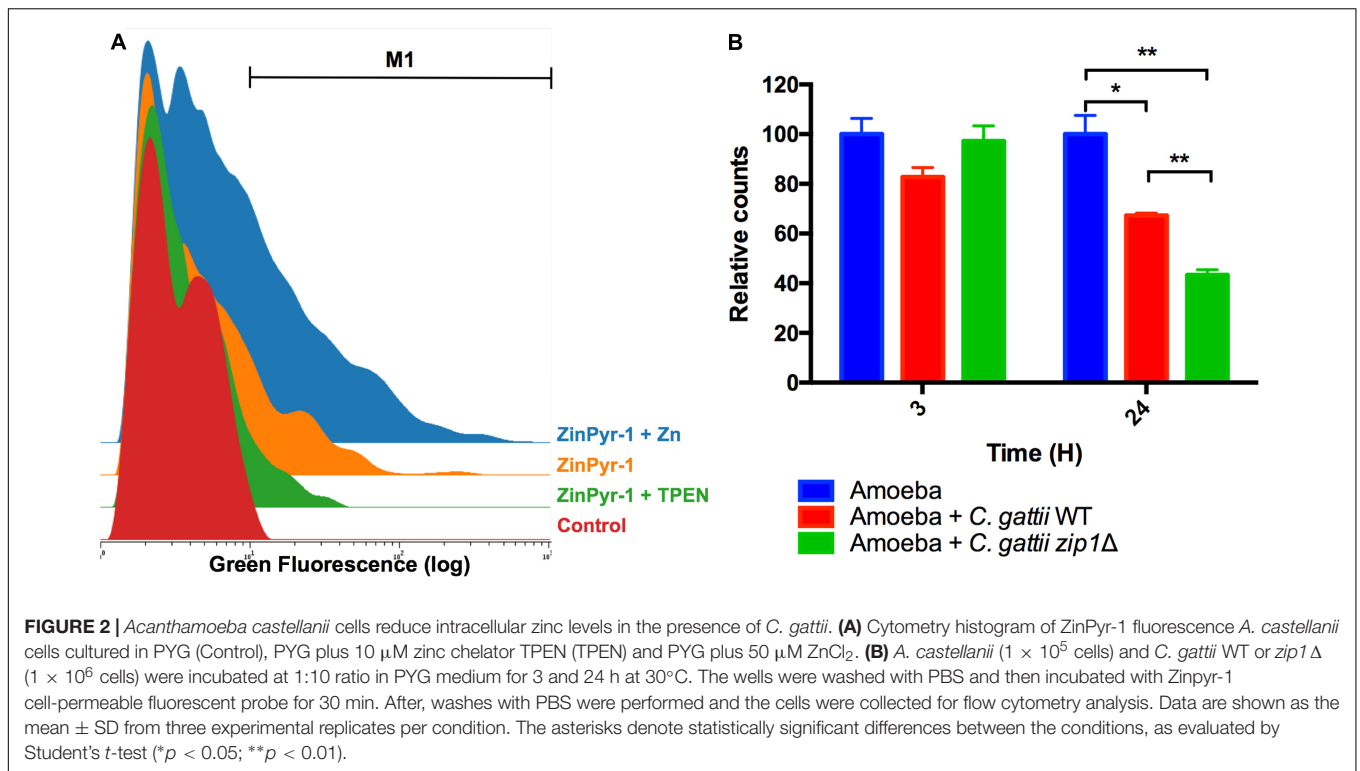 A
M1
ZinPyr-1 + Zn
ZinPyr-1
ZinPyr-1 + TPEN
Control
10⁰
10¹
10²
Green Fluorescence (log)
B
**
*
**
120
100
80
60
40
20
0
Relative counts
3
24
Time (H)
Amoeba
Amoeba + C. gattii WT
Amoeba + C. gattii zip1Δ
FIGURE 2 | Acanthamoeba castellanii cells reduce intracellular zinc levels in the presence of C. gattii. (A) Cytometry histogram of ZinPyr-1 fluorescence A. castellanii
cells cultured in PYG (Control), PYG plus 10 μM zinc chelator TPEN (TPEN) and PYG plus 50 μM ZnCl₂. (B) A. castellanii (1 × 10⁵ cells) and C. gattii WT or zip1 Δ
(1 × 10⁶ cells) were incubated at 1:10 ratio in PYG medium for 3 and 24 h at 30°C. The wells were washed with PBS and then incubated with Zinpyr-1
cell-permeable fluorescent probe for 30 min. After, washes with PBS were performed and the cells were collected for flow cytometry analysis. Data are shown as the
mean ± SD from three experimental replicates per condition. The asterisks denote statistically significant differences between the conditions, as evaluated by
Student's t-test (*p < 0.05; **p < 0.01).